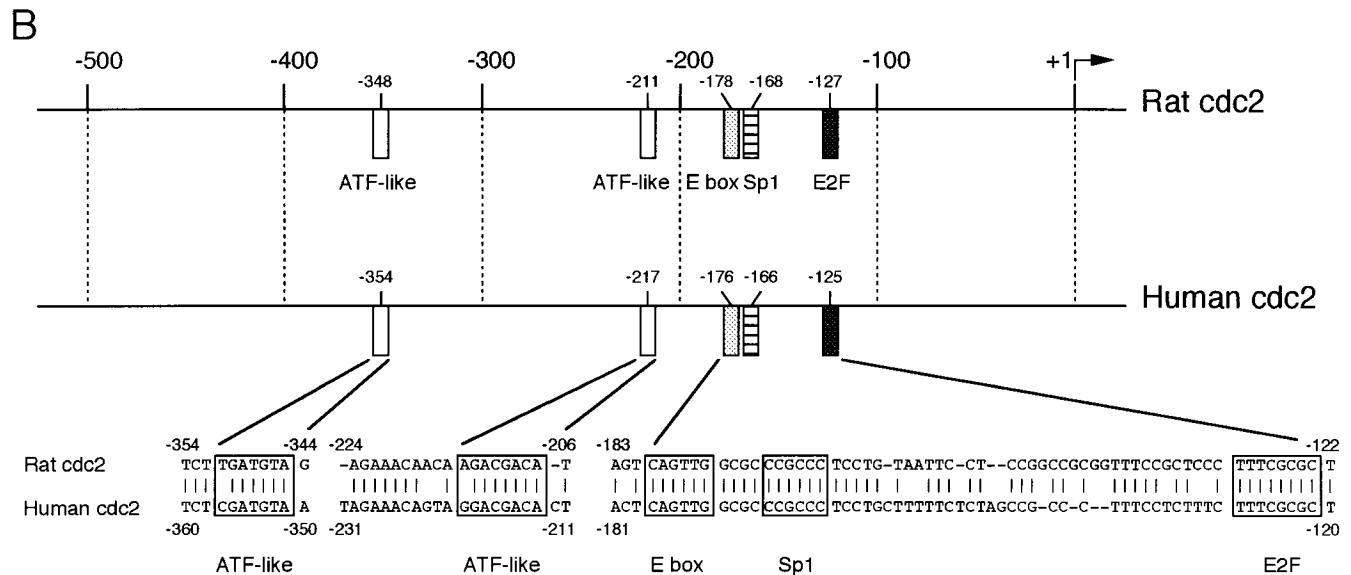 B
-500 -400 -300 -200 -100 +1
-348 -211 -178 -168 -127
Rat cdc2
ATF-like ATF-like E box Sp1 E2F
-354 -217 -176 -166 -125
Human cdc2
-354 -344 -224 -206 -183 -122
Rat cdc2 TCT TGATGTA G -AGAAACAACA AGACGACA -T AGT CAGTTG GCGC CCGCCC TCCTG-TAATTC-CT--CCGGCCGCGGTTTCCGCTCCC TTTCGCGC T
Human cdc2 TCT CGATGTA A TAGAAACAGTA GGACGACA CT ACT CAGTTG GCGC CCGCCC TCCTGCTTTTTCTCTAGCCG-CC-C--TTTCCTCTTTC TTTCGCGC T
-360 -350 -231 -211 -181 -120
ATF-like ATF-like E box Sp1 E2F